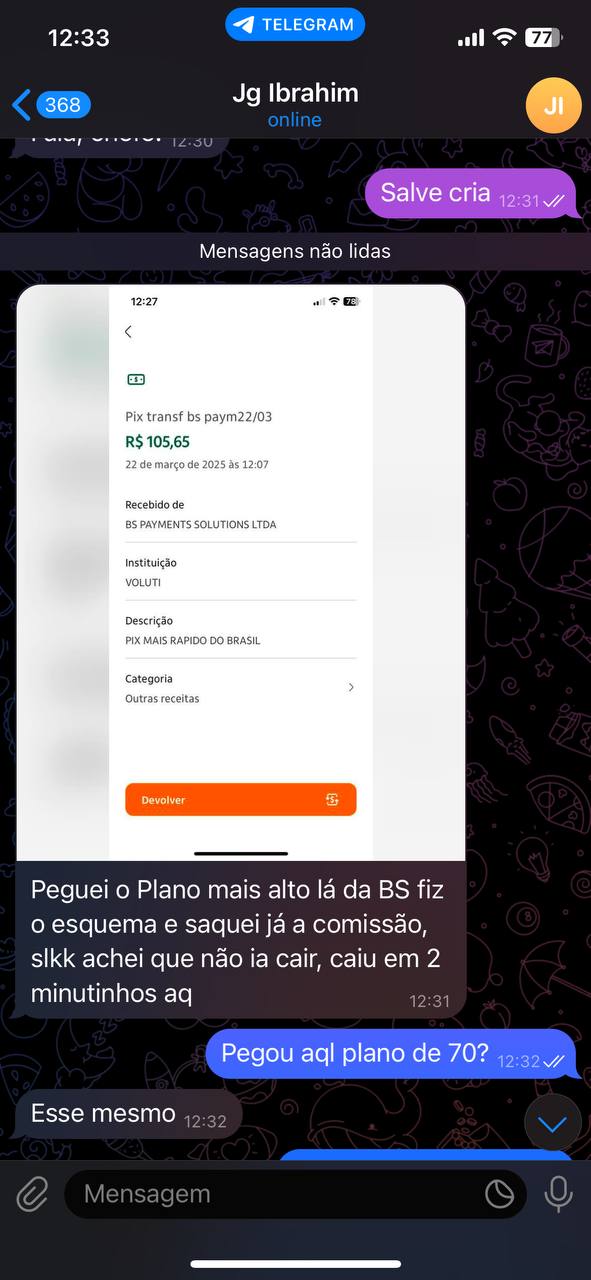 12:33
TELEGRAM
77
368
Jg Ibrahim
online
JI
12:30
Salve cria 12:31
Mensagens não lidas
12:27
78
Pix transf bs paym22/03
R$ 105,65
22 de março de 2025 às 12:07
Recebido de
BS PAYMENTS SOLUTIONS LTDA
Instituição
VOLUTI
Descrição
PIX MAIS RAPIDO DO BRASIL
Categoria
Outras receitas
Devolver
Peguei o Plano mais alto lá da BS fiz
o esquema e saquei já a comissão,
slkk achei que não ia cair, caiu em 2
minutinhos aq
12:31
Pegou aql plano de 70? 12:32
Esse mesmo 12:32
Mensagem